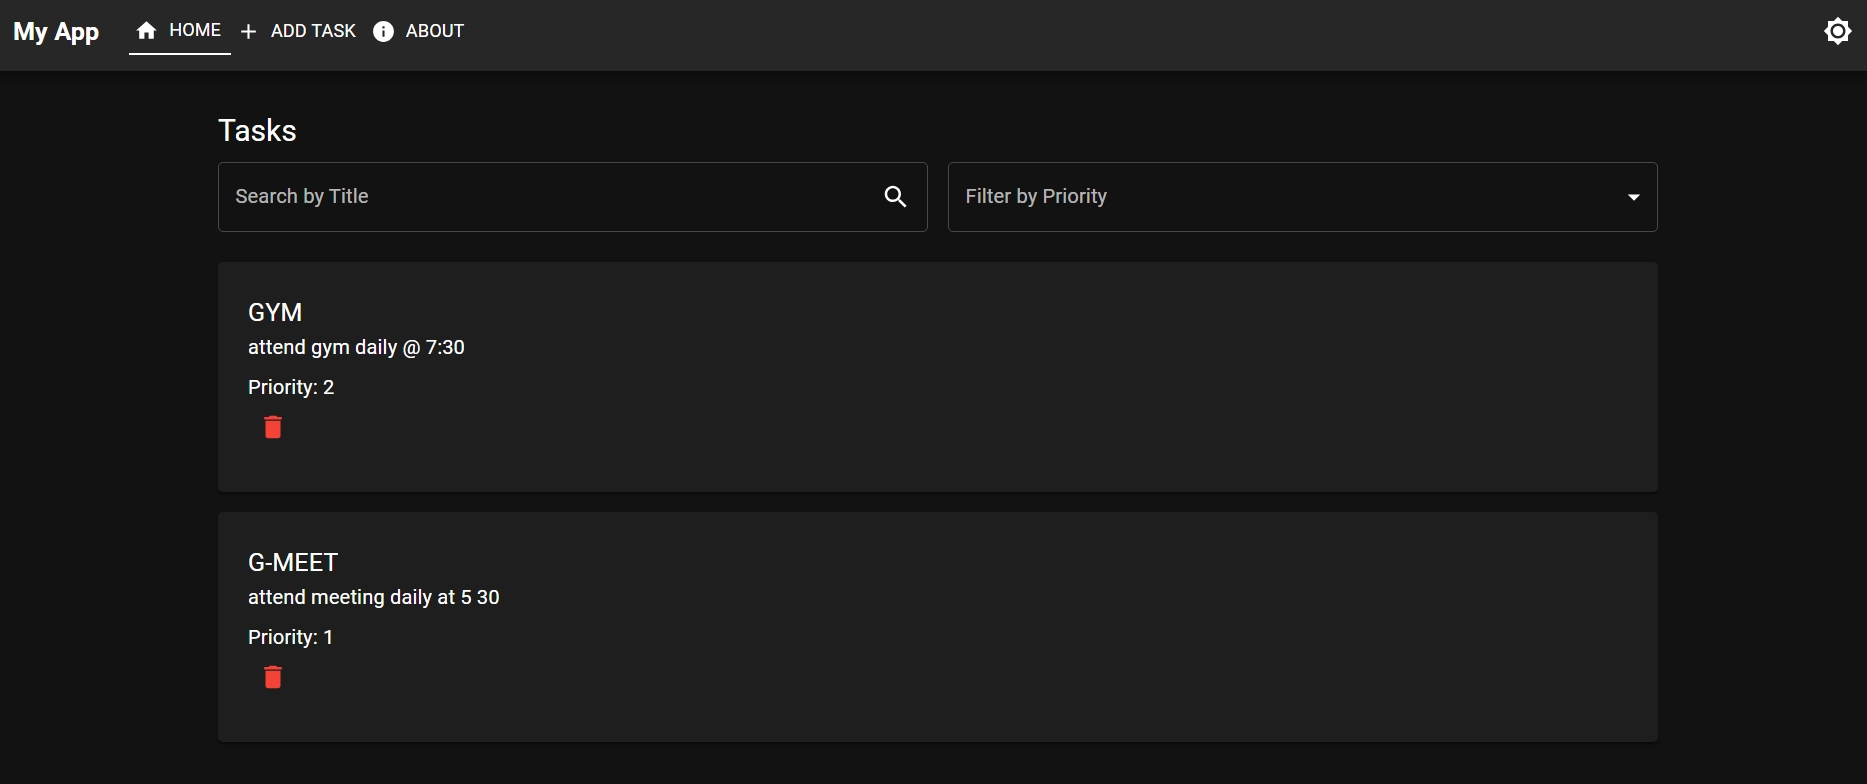 My App HOME ADD TASK ABOUT
Tasks
Search by Title Filter by Priority
GYM
attend gym daily @ 7:30
Priority: 2
G-MEET
attend meeting daily at 5 30
Priority: 1